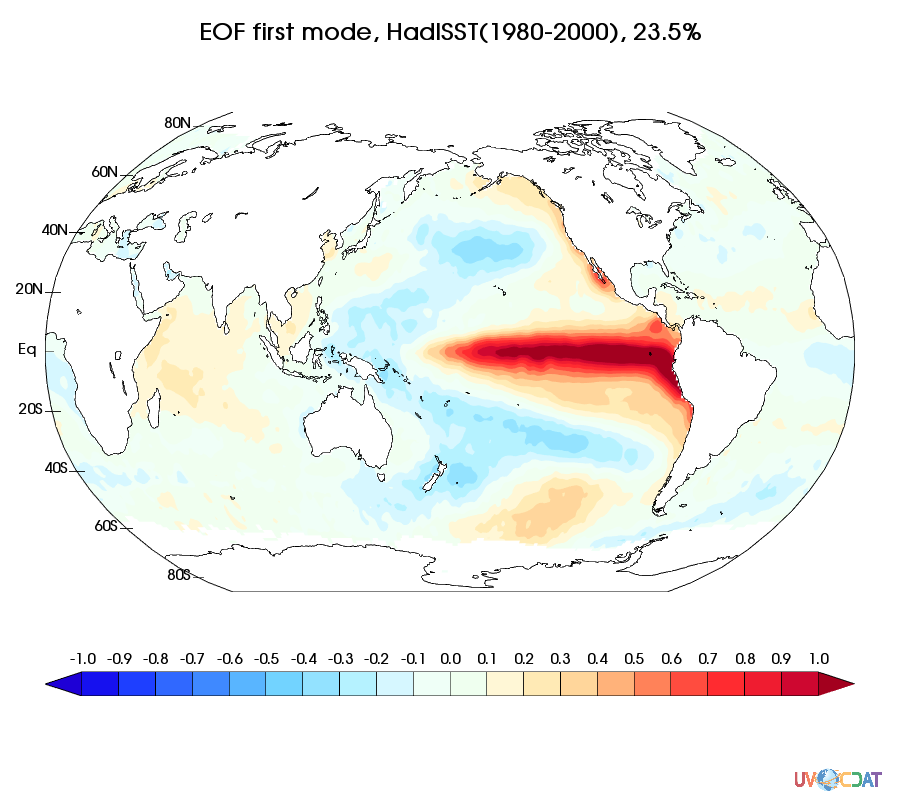 EOF first mode, HadISST(1980-2000), 23.5%
80N
60N
40N
20N
Eq
20S
40S
60S
80S
-1.0 -0.9 -0.8 -0.7 -0.6 -0.5 -0.4 -0.3 -0.2 -0.1 0.0 0.1 0.2 0.3 0.4 0.5 0.6 0.7 0.8 0.9 1.0
UV CDAT